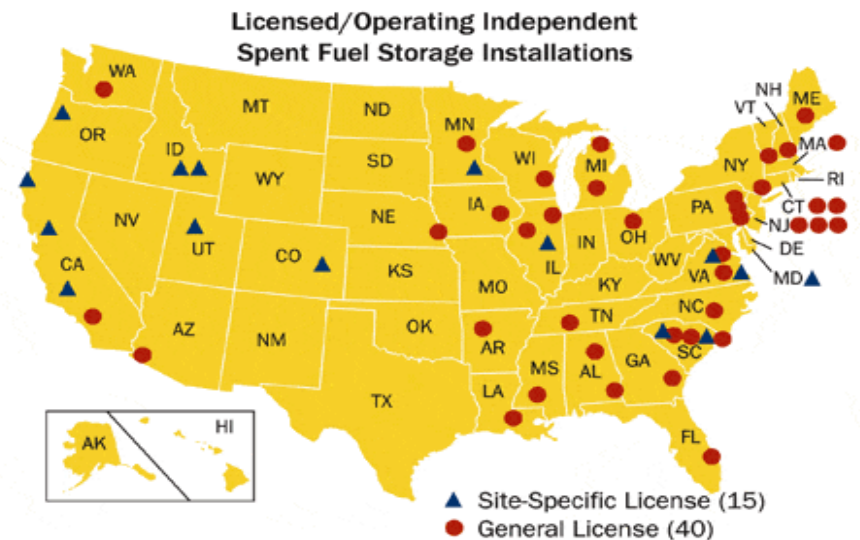 Licensed/Operating Independent
Spent Fuel Storage Installations
WA
MT
ND
MN
VT
NH
ME
OR
ID
SD
WI
MI
NY
MA
RI
WY
IA
PA
CT
NJ
NV
NE
OH
DE
UT
CO
IL
IN
WV
MD
CA
KS
MO
KY
VA
AZ
NM
OK
TN
NC
AR
SC
MS
AL
GA
TX
LA
FL
AK
HI
Site-Specific License (15)
General License (40)